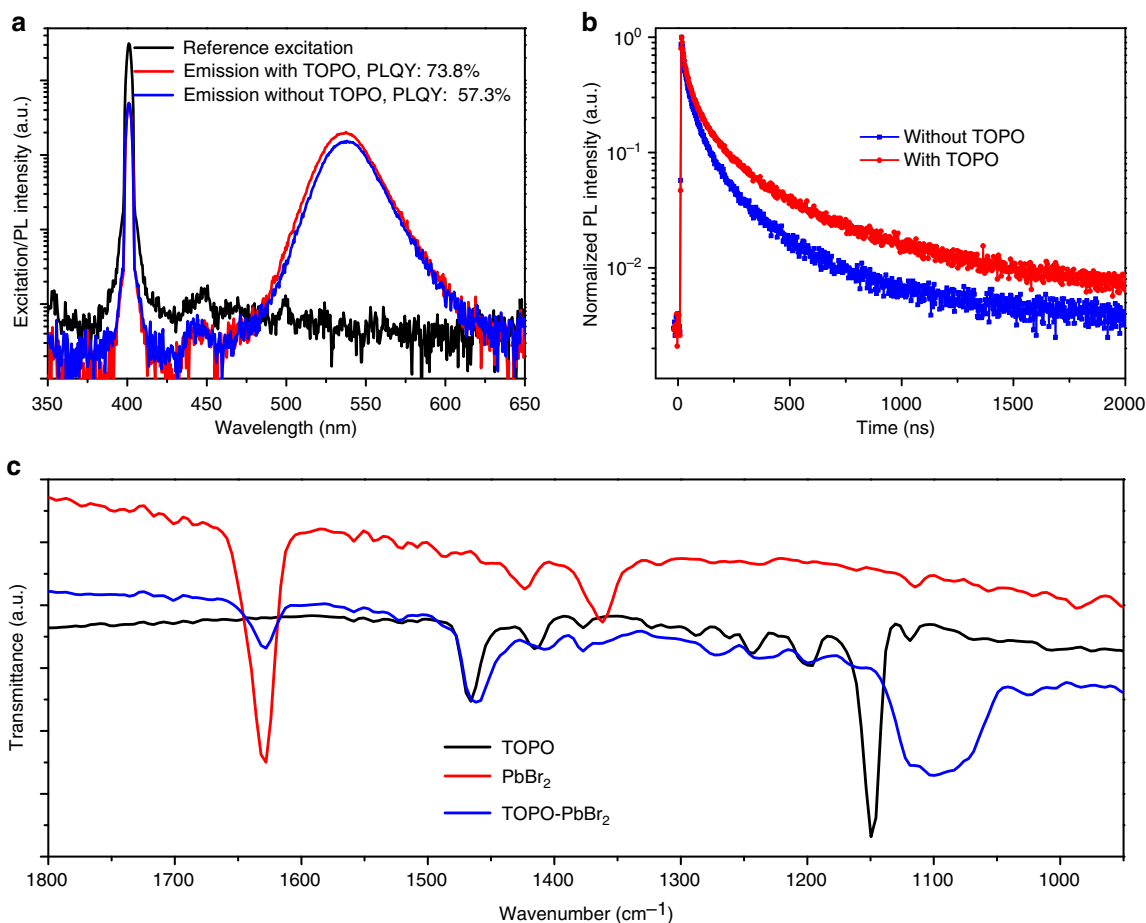 a
Excitation/PL intensity (a.u.)
Reference excitation
Emission with TOPO, PLQY: 73.8%
Emission without TOPO, PLQY: 57.3%
350 400 450 500 550 600 650
Wavelength (nm)
b
Normalized PL intensity (a.u.)
10⁰
10⁻¹
10⁻²
Without TOPO
With TOPO
0 500 1000 1500 2000
Time (ns)
c
Transmittance (a.u.)
TOPO
PbBr₂
TOPO-PbBr₂
1800 1700 1600 1500 1400 1300 1200 1100 1000
Wavenumber (cm⁻¹)